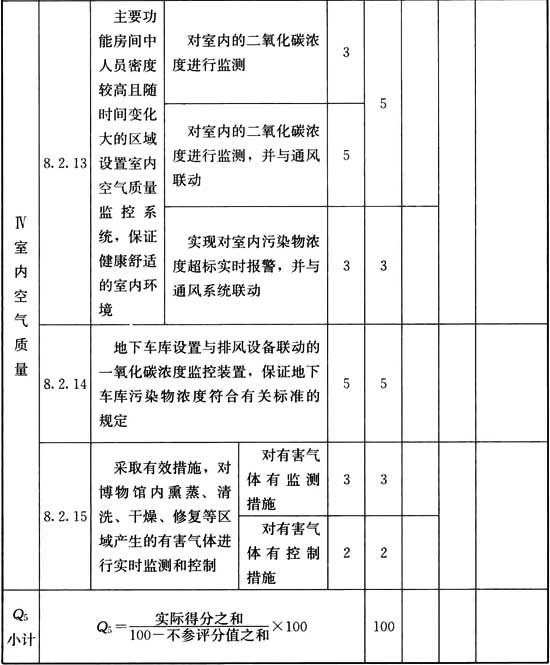 Ⅳ
室
内
空
气
质
量
8.2.13
主要功
能房间中
人员密度
较高且随
时间变化
大的区域
设置室内
空气质量
监控系
统，保证
健康舒适
的室内环
境
对室内的二氧化碳浓
度进行监测
3
5
对室内的二氧化碳浓
度进行监测，并与通风
联动
5
实现对室内污染物浓
度超标实时报警，并与
通风系统联动
3
3
8.2.14
地下车库设置与排风设备联动的
一氧化碳浓度监控装置，保证地下
车库污染物浓度符合有关标准的
规定
5
5
8.2.15
采取有效措施，对
博物馆内熏蒸、清
洗、干燥、修复等区
域产生的有害气体进
行实时监测和控制
对有害气
体有监测
措施
3
3
对有害气
体有控制
措施
2
2
Q5
小计
Q5=实际得分之和/100－不参评分值之和×100
100